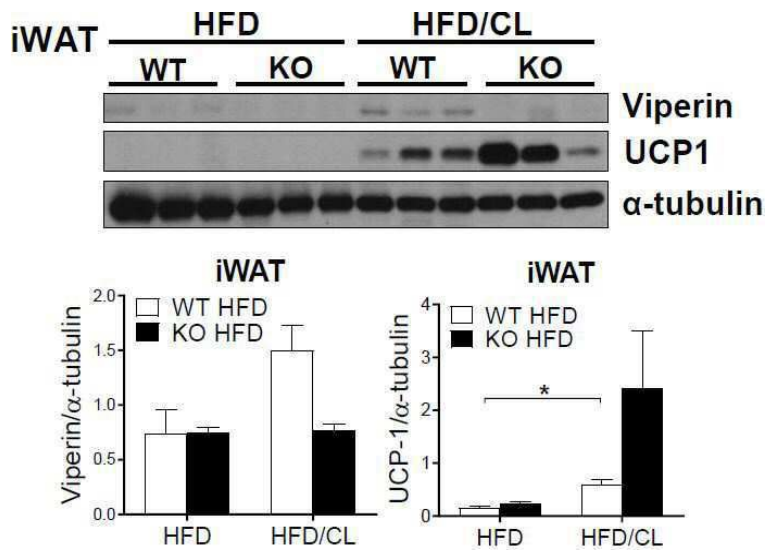 iWAT
HFD HFD/CL
WT KO WT KO
Viperin
UCP1
α-tubulin
iWAT
Viperin/α-tubulin
2.0
1.5
1.0
0.5
0.0
WT HFD
KO HFD
HFD HFD/CL
iWAT
UCP-1/α-tubulin
4
3
2
1
0
WT HFD
KO HFD
*
HFD HFD/CL